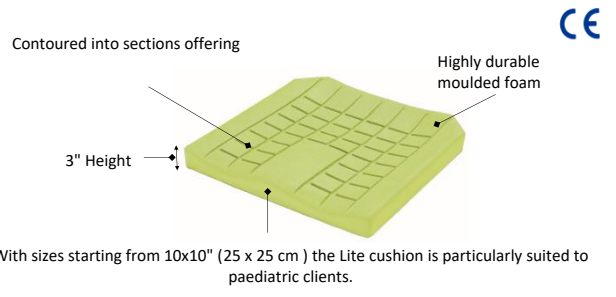 CE
Contoured into sections offering
Highly durable
moulded foam
3" Height
With sizes starting from 10x10" (25 x 25 cm ) the Lite cushion is particularly suited to
paediatric clients.